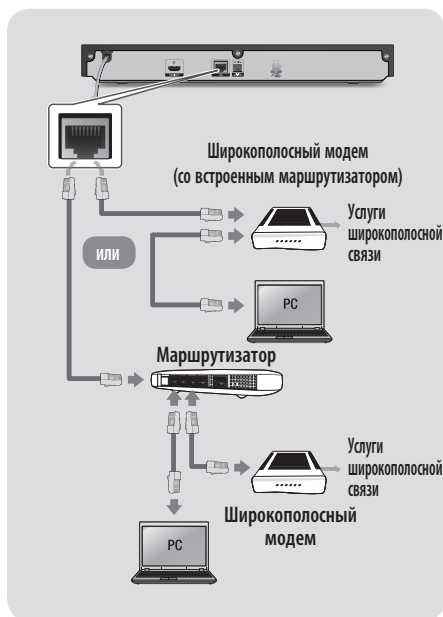 Широкополосный модем
(со встроенным маршрутизатором)
Услуги
широкополосной
связи
или
PC
Маршрутизатор
Услуги
широкополосной
связи
Широкополосный
модем
PC